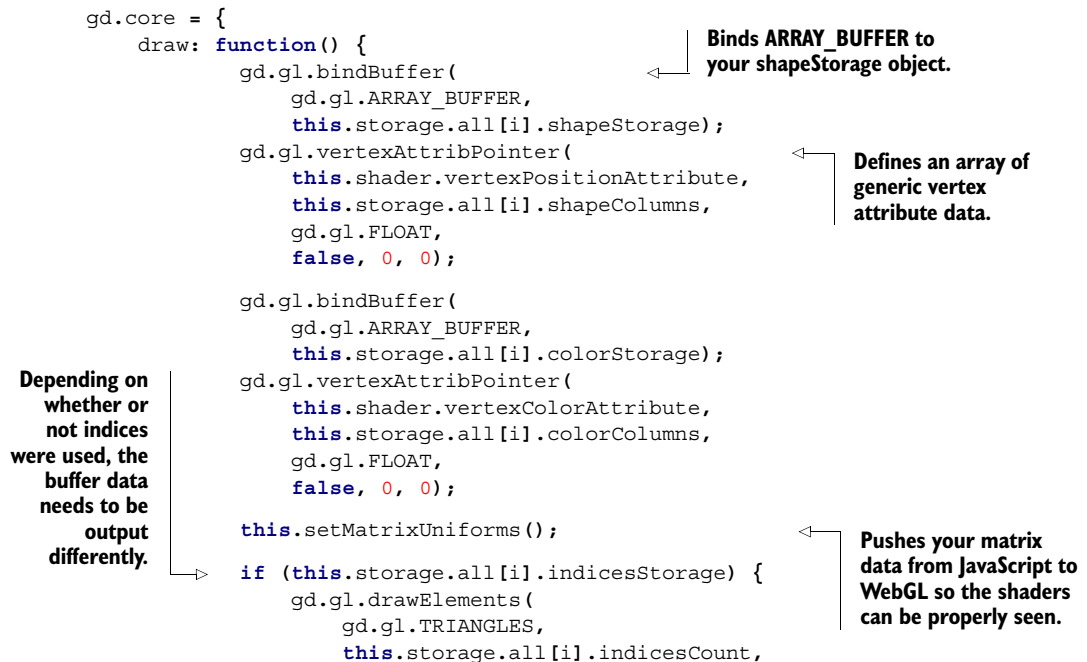 gd.core = {
draw: function() {
gd.gl.bindBuffer(
gd.gl.ARRAY_BUFFER,
this.storage.all[i].shapeStorage);
Binds ARRAY_BUFFER to
your shapeStorage object.
gd.gl.vertexAttribPointer(
this.shader.vertexPositionAttribute,
this.storage.all[i].shapeColumns,
gd.gl.FLOAT,
false, 0, 0);
Defines an array of
generic vertex
attribute data.
gd.gl.bindBuffer(
gd.gl.ARRAY_BUFFER,
this.storage.all[i].colorStorage);
gd.gl.vertexAttribPointer(
this.shader.vertexColorAttribute,
this.storage.all[i].colorColumns,
gd.gl.FLOAT,
false, 0, 0);
this.setMatrixUniforms();
Pushes your matrix
data from JavaScript to
WebGL so the shaders
can be properly seen.
Depending on
whether or
not indices
were used, the
buffer data
needs to be
output
differently.
if (this.storage.all[i].indicesStorage) {
gd.gl.drawElements(
gd.gl.TRIANGLES,
this.storage.all[i].indicesCount,